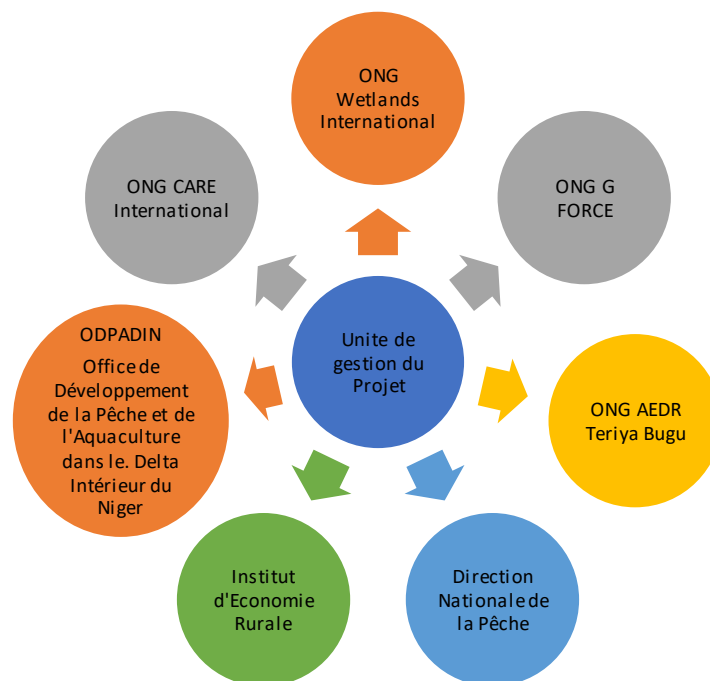 ONG
Wetlands
International
ONG CARE
International
ONG G
FORCE
Unite de
gestion du
Projet
ODPADIN
Office de
Développement
de la Pêche et de
l'Aquaculture
dans le. Delta
Intérieur du
Niger
ONG AEDR
Teriya Bugu
Institut
d'Economie
Rurale
Direction
Nationale de
la Pêche